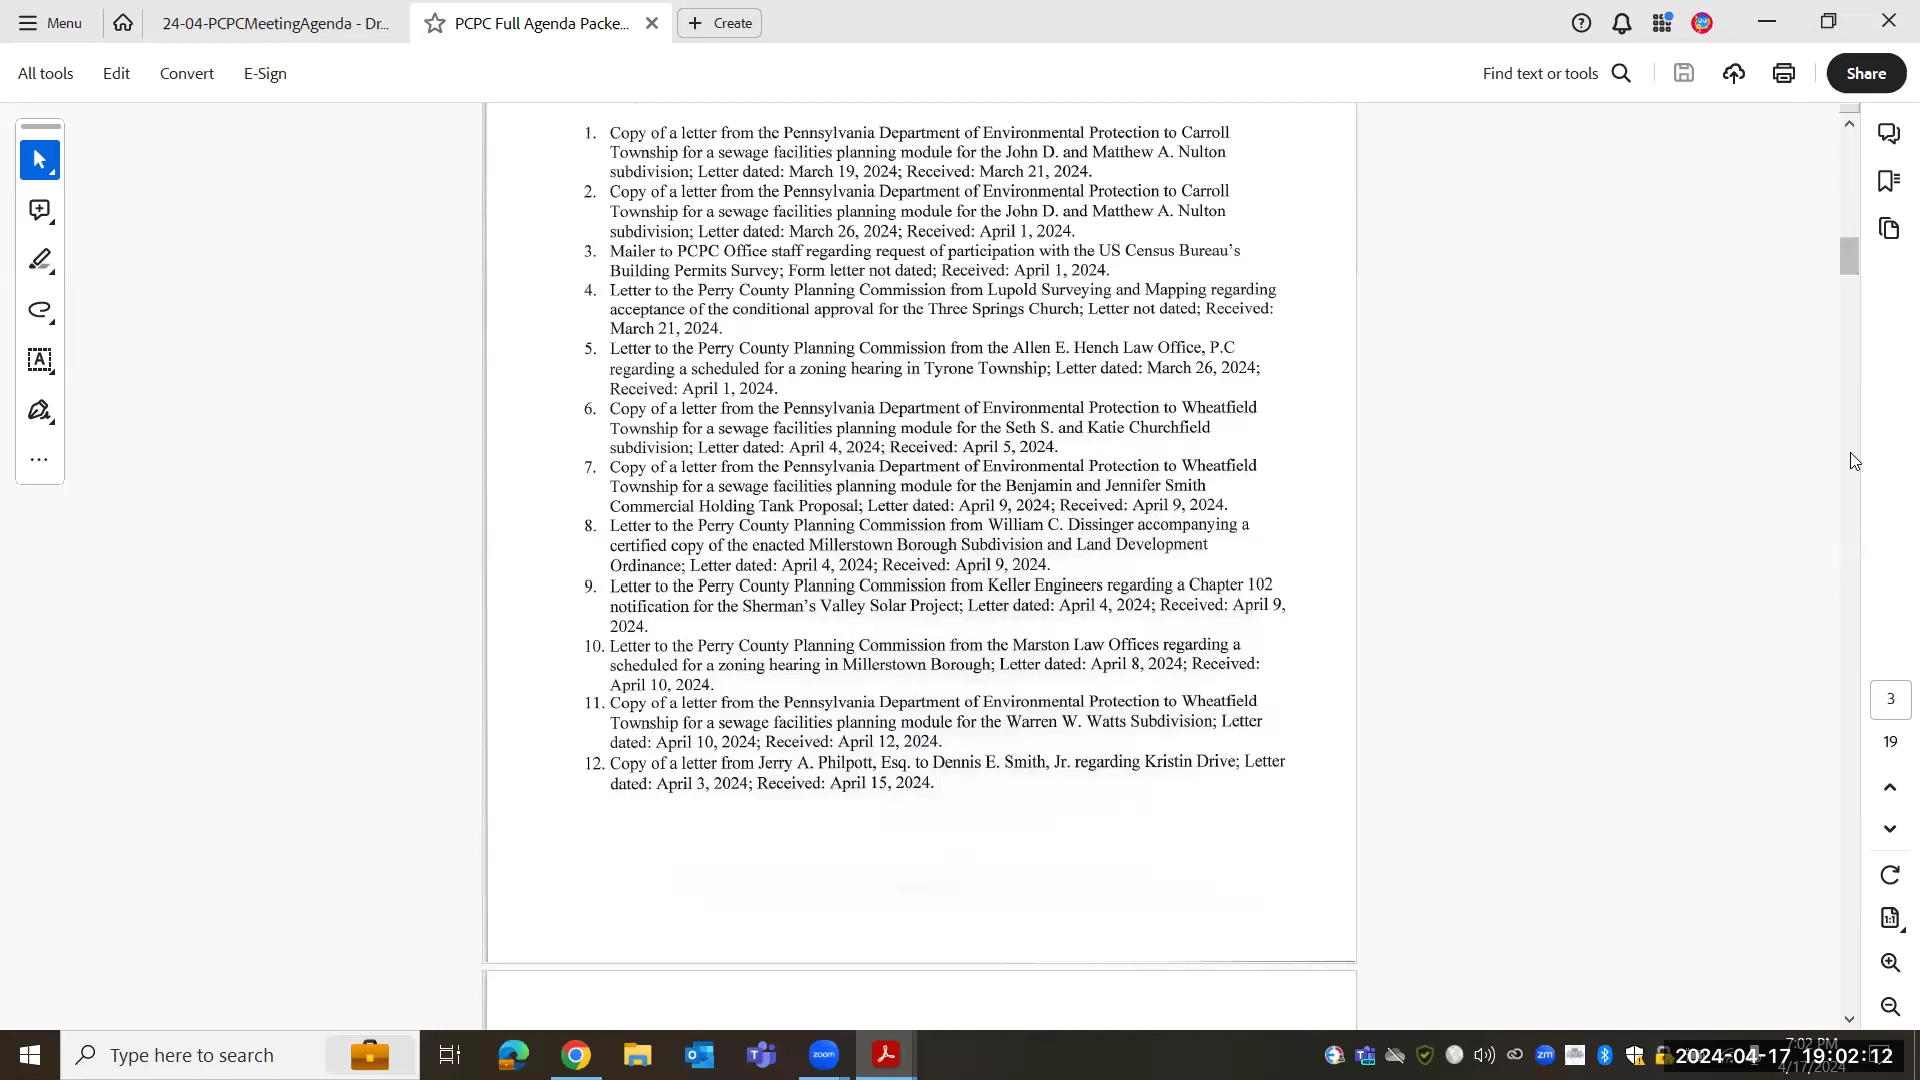 Menu
24-04-PCPCMeetingAgenda - Dr...
PCPC Full Agenda Packe...
Create
All tools
Edit
Convert
E-Sign
Find text or tools
Share
1. Copy of a letter from the Pennsylvania Department of Environmental Protection to Carroll
Township for a sewage facilities planning module for the John D. and Matthew A. Nulton
subdivision; Letter dated: March 19, 2024; Received: March 21, 2024.
2. Copy of a letter from the Pennsylvania Department of Environmental Protection to Carroll
Township for a sewage facilities planning module for the John D. and Matthew A. Nulton
subdivision; Letter dated: March 26, 2024; Received: April 1, 2024.
3. Mailer to PCPC Office staff regarding request of participation with the US Census Bureau's
Building Permits Survey; Form letter not dated; Received: April 1, 2024.
4. Letter to the Perry County Planning Commission from Lupold Surveying and Mapping regarding
acceptance of the conditional approval for the Three Springs Church; Letter not dated; Received:
March 21, 2024.
5. Letter to the Perry County Planning Commission from the Allen E. Hench Law Office, P.C
regarding a scheduled for a zoning hearing in Tyrone Township; Letter dated: March 26, 2024;
Received: April 1, 2024.
6. Copy of a letter from the Pennsylvania Department of Environmental Protection to Wheatfield
Township for a sewage facilities planning module for the Seth S. and Katie Churchfield
subdivision; Letter dated: April 4, 2024; Received: April 5, 2024.
7. Copy of a letter from the Pennsylvania Department of Environmental Protection to Wheatfield
Township for a sewage facilities planning module for the Benjamin and Jennifer Smith
Commercial Holding Tank Proposal; Letter dated: April 9, 2024; Received: April 9, 2024.
8. Letter to the Perry County Planning Commission from William C. Dissinger accompanying a
certified copy of the enacted Millerstown Borough Subdivision and Land Development
Ordinance; Letter dated: April 4, 2024; Received: April 9, 2024.
9. Letter to the Perry County Planning Commission from Keller Engineers regarding a Chapter 102
notification for the Sherman's Valley Solar Project; Letter dated: April 4, 2024; Received: April 9,
2024.
10. Letter to the Perry County Planning Commission from the Marston Law Offices regarding a
scheduled for a zoning hearing in Millerstown Borough; Letter dated: April 8, 2024; Received:
April 10, 2024.
11. Copy of a letter from the Pennsylvania Department of Environmental Protection to Wheatfield
Township for a sewage facilities planning module for the Warren W. Watts Subdivision; Letter
dated: April 10, 2024; Received: April 12, 2024.
12. Copy of a letter from Jerry A. Philpott, Esq. to Dennis E. Smith, Jr. regarding Kristin Drive; Letter
dated: April 3, 2024; Received: April 15, 2024.
3
19
Type here to search
zoom
zm
7:02 PM
2024-04-17 19:02:12
4/17/2024